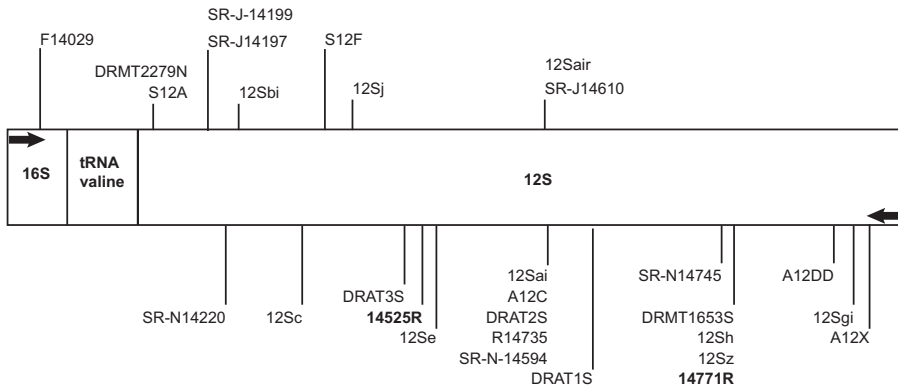 SR-J-14199
F14029
SR-J14197
S12F
DRMT2279N
S12A
12Sbi
12Sj
12Sair
SR-J14610
16S
tRNA
valine
12S
SR-N14220
12Sc
DRAT3S
14525R
12Se
12Sai
A12C
DRAT2S
R14735
SR-N-14594
DRAT1S
SR-N14745
DRMT1653S
12Sh
12Sz
14771R
A12DD
12Sgi
A12X